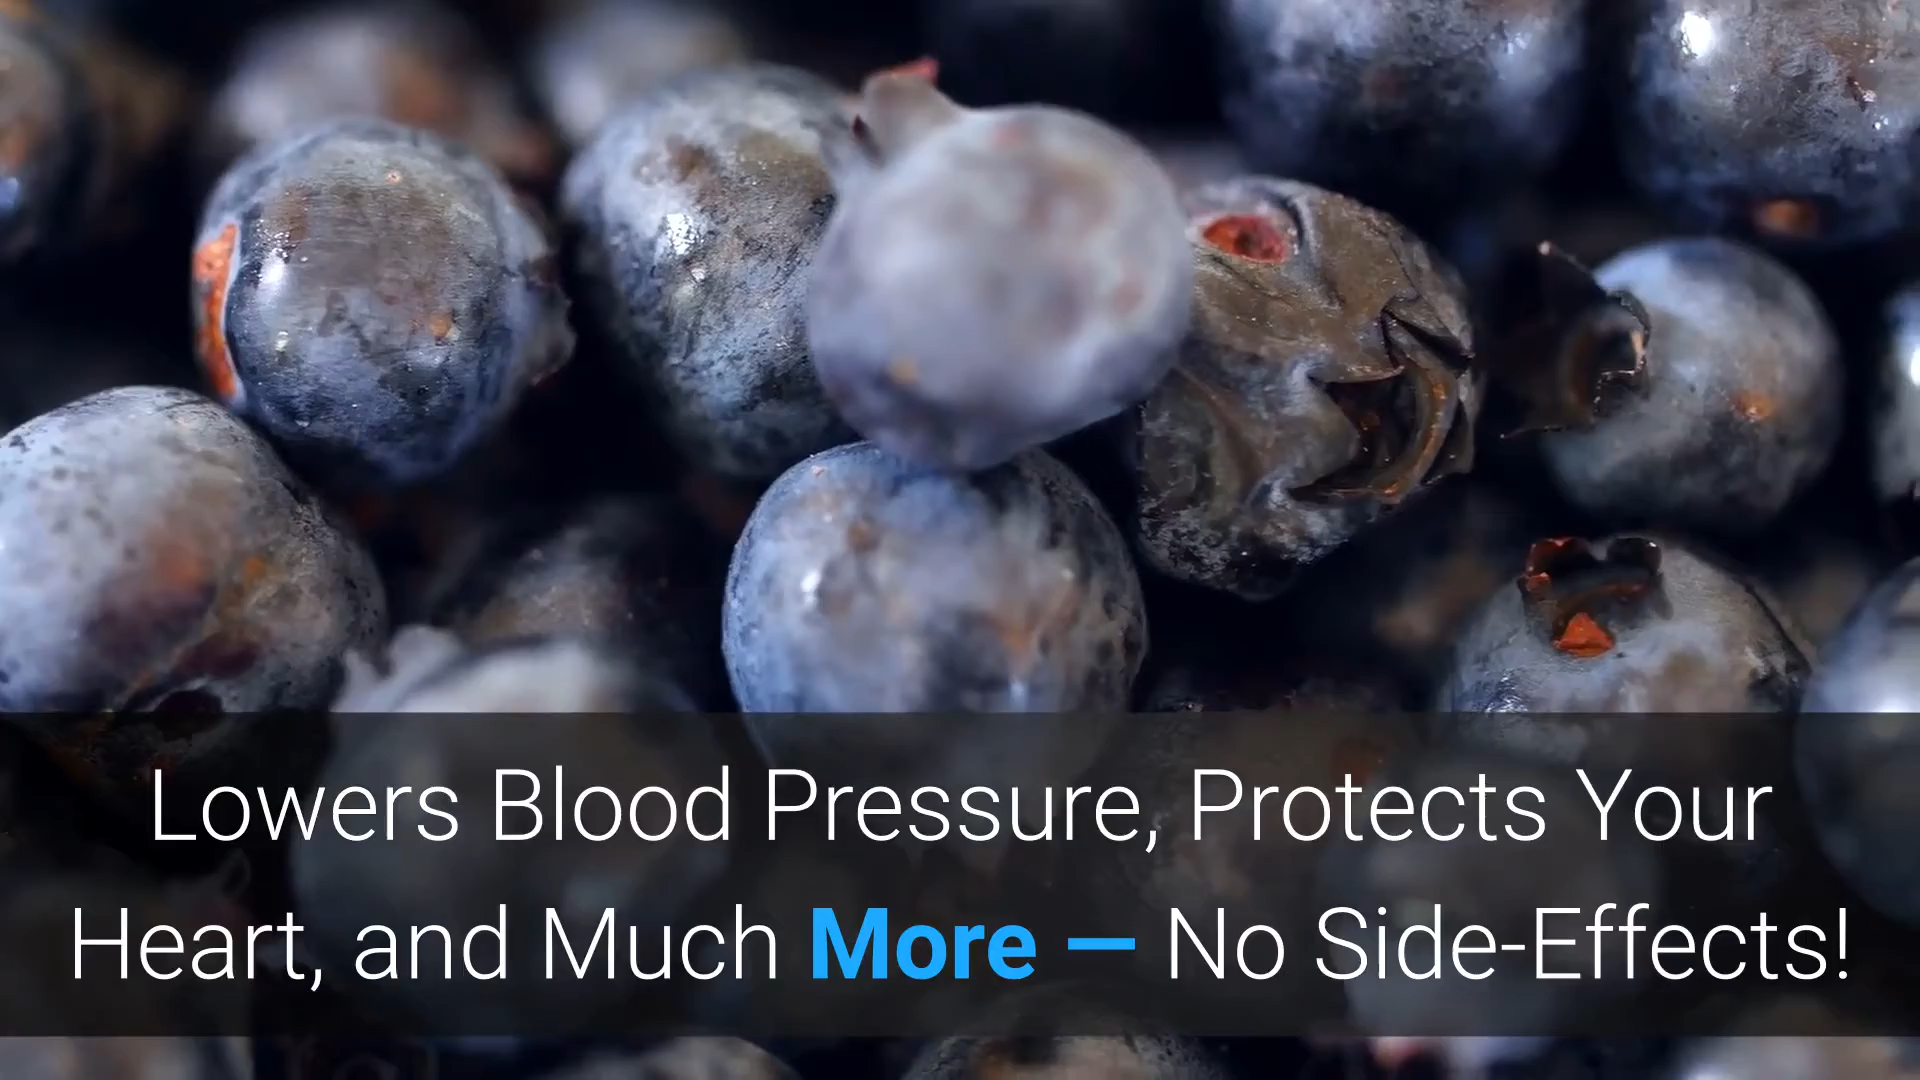 Lowers Blood Pressure, Protects Your
Heart, and Much More — No Side-Effects!